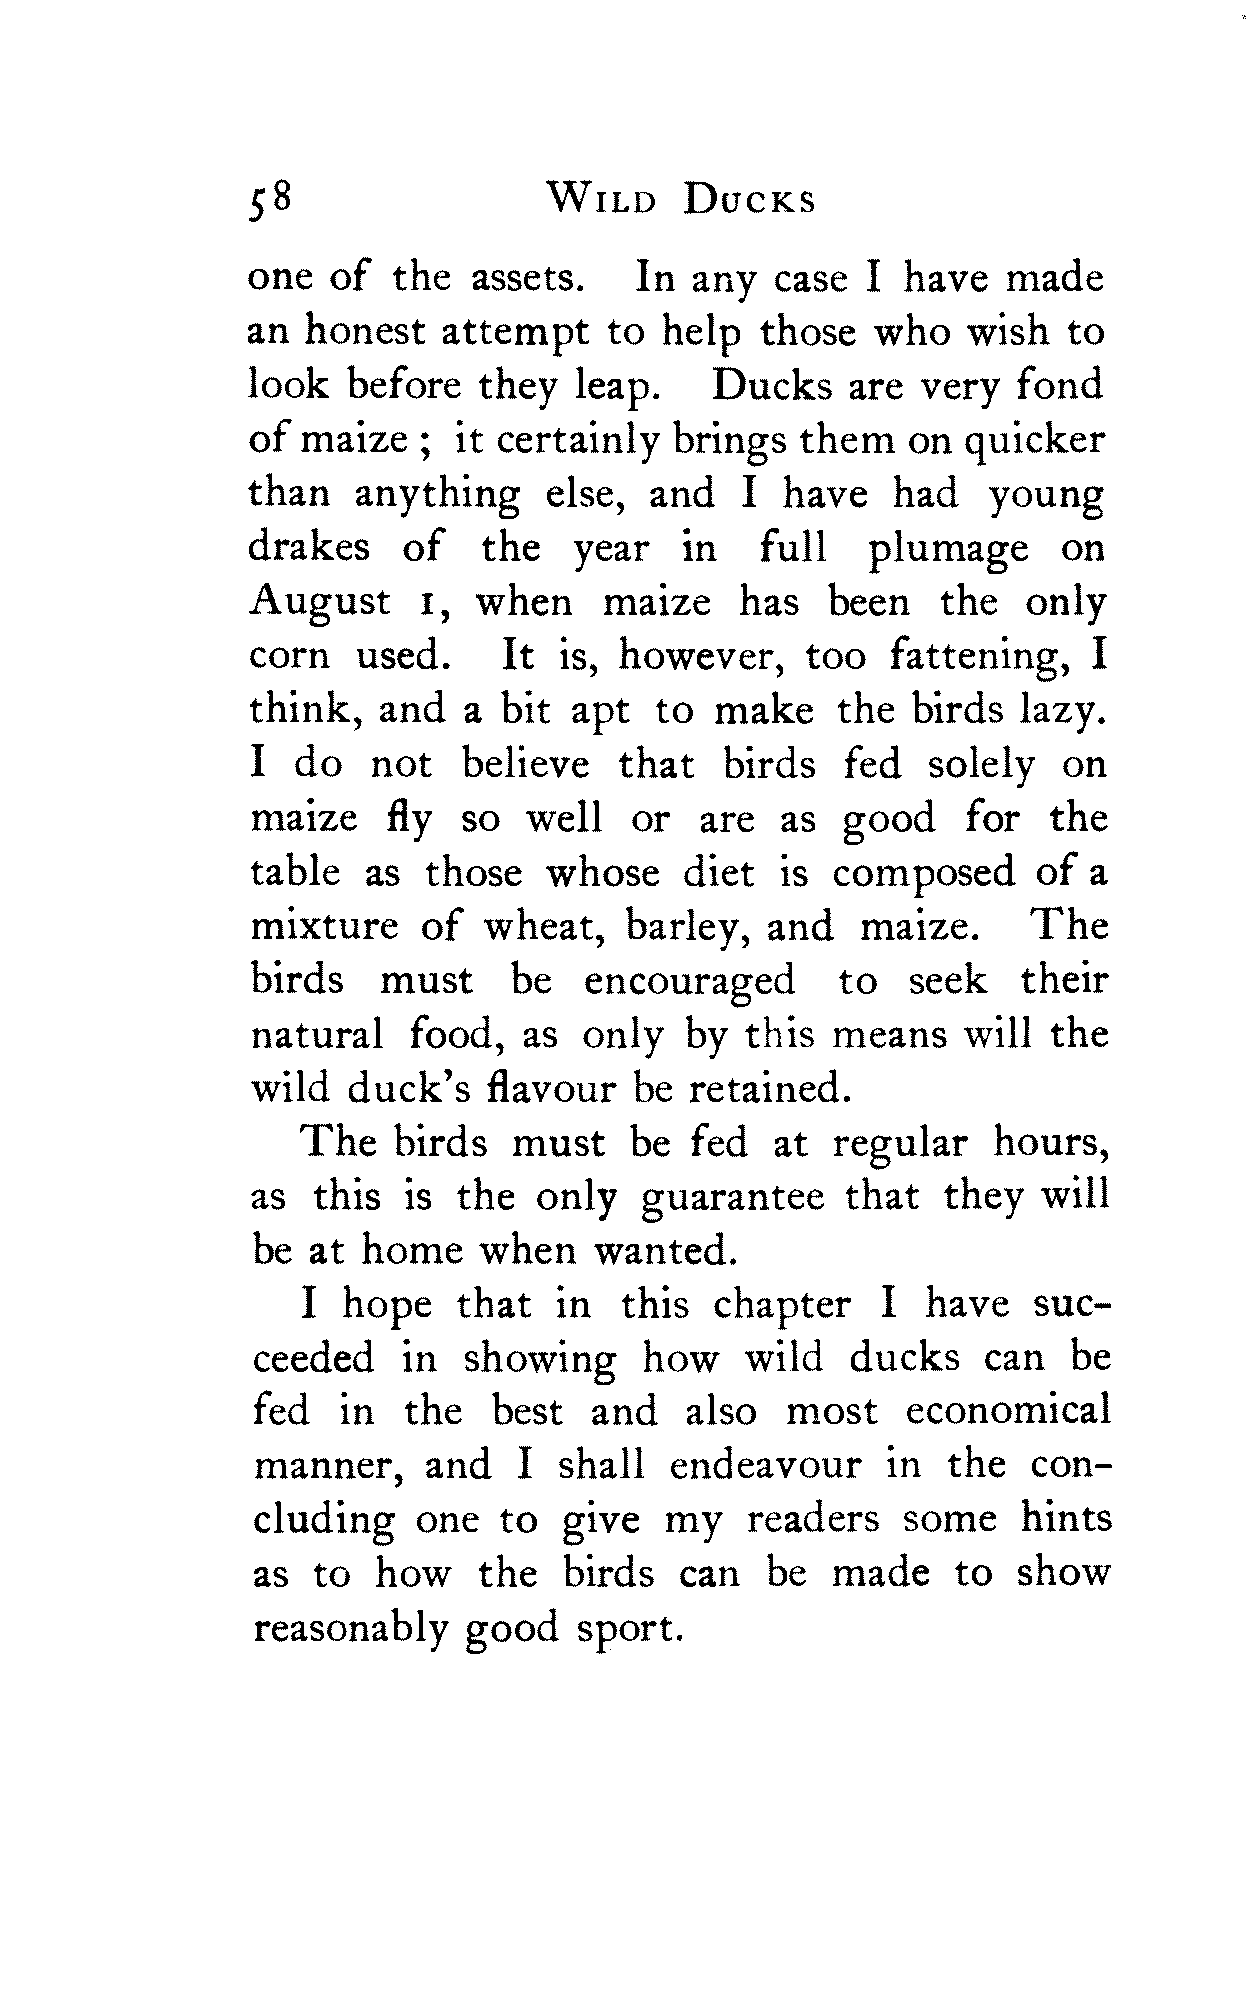 58 Wild Ducks
one of the assets. In any case I have made
an honest attempt to help those who wish to
look before they leap. Ducks are very fond
of maize ; it certainly brings them on quicker
than anything else, and I have had young
drakes of the year in full plumage on
August 1, when maize has been the only
corn used. It is, however, too fattening, I
think, and a bit apt to make the birds lazy.
I do not believe that birds fed solely on
maize fly so well or are as good for the
table as those whose diet is composed of a
mixture of wheat, barley, and maize. The
birds must be encouraged to seek their
natural food, as only by this means will the
wild duck's flavour be retained.
The birds must be fed at regular hours,
as this is the only guarantee that they will
be at home when wanted.
I hope that in this chapter I have suc-
ceeded in showing how wild ducks can be
fed in the best and also most economical
manner, and I shall endeavour in the con-
cluding one to give my readers some hints
as to how the birds can be made to show
reasonably good sport.